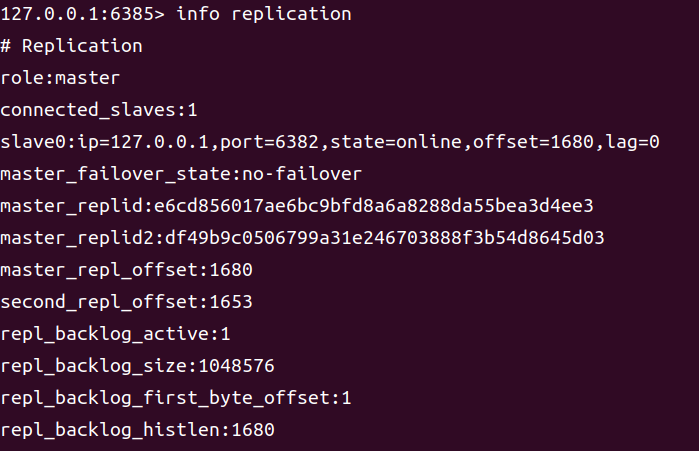 127.0.0.1:6385> info replication
# Replication
role:master
connected_slaves:1
slave0:ip=127.0.0.1,port=6382,state=online,offset=1680,lag=0
master_failover_state:no-failover
master_replid:e6cd856017ae6bc9bfd8a6a8288da55bea3d4ee3
master_replid2:df49b9c0506799a31e246703888f3b54d8645d03
master_repl_offset:1680
second_repl_offset:1653
repl_backlog_active:1
repl_backlog_size:1048576
repl_backlog_first_byte_offset:1
repl_backlog_histlen:1680